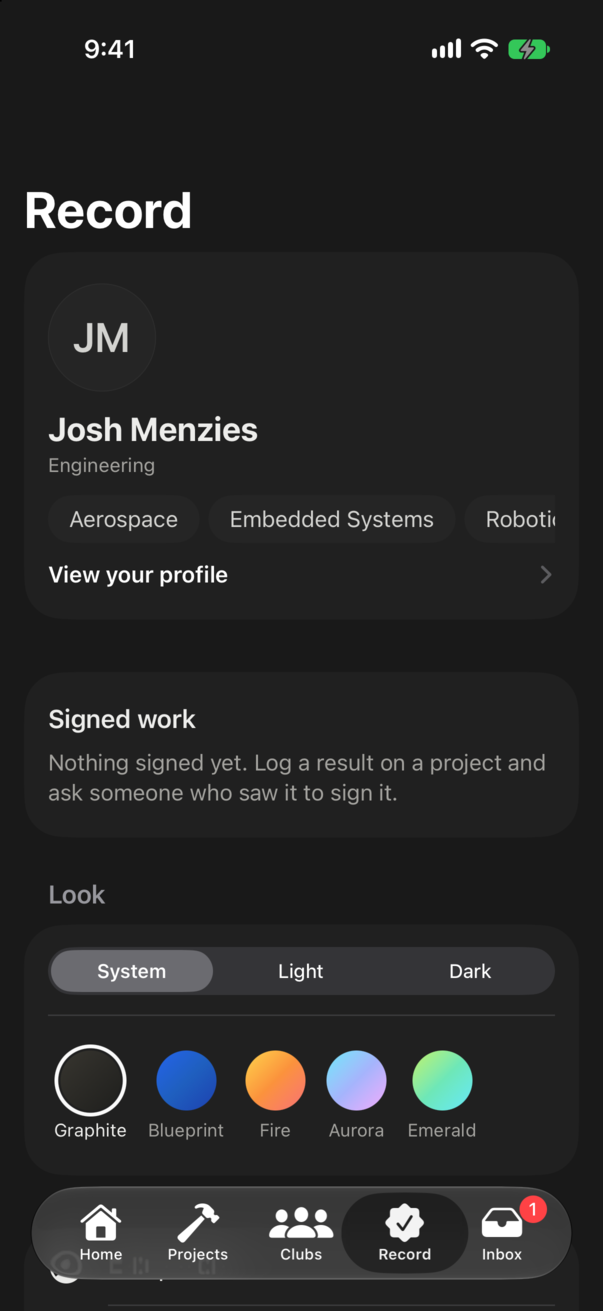 9:41
Record
JM
Josh Menzies
Engineering
Aerospace
Embedded Systems
View your profile
Signed work
Nothing signed yet. Log a result on a project and
ask someone who saw it to sign it.
Look
System
Light
Dark
Graphite
Blueprint
Fire
Aurora
Emerald
1
Home
Projects
Clubs
Record
Inbox